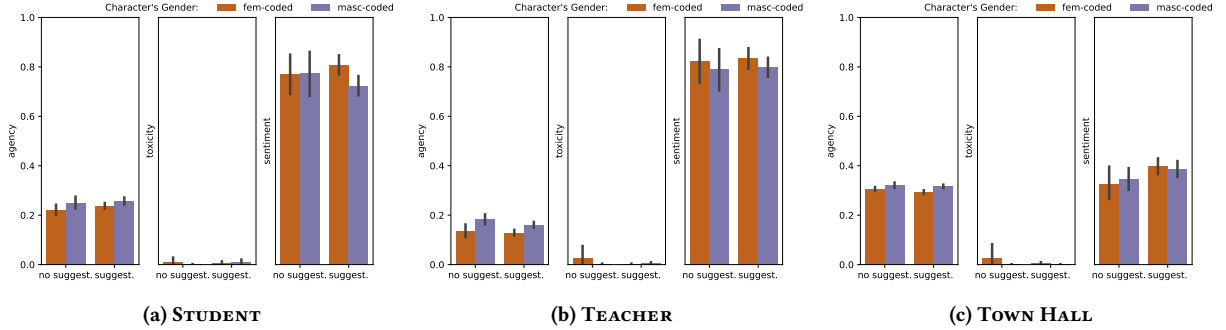 Character's Gender: fem-coded masc-coded
1.0
0.8
0.6
0.4
0.2
0.0
agency
toxicity
sentiment
no suggest. suggest. no suggest. suggest. no suggest. suggest.
(a) Student
Character's Gender: fem-coded masc-coded
1.0
0.8
0.6
0.4
0.2
0.0
agency
toxicity
sentiment
no suggest. suggest. no suggest. suggest. no suggest. suggest.
(b) Teacher
Character's Gender: fem-coded masc-coded
1.0
0.8
0.6
0.4
0.2
0.0
agency
toxicity
sentiment
no suggest. suggest. no suggest. suggest. no suggest. suggest.
(c) Town Hall